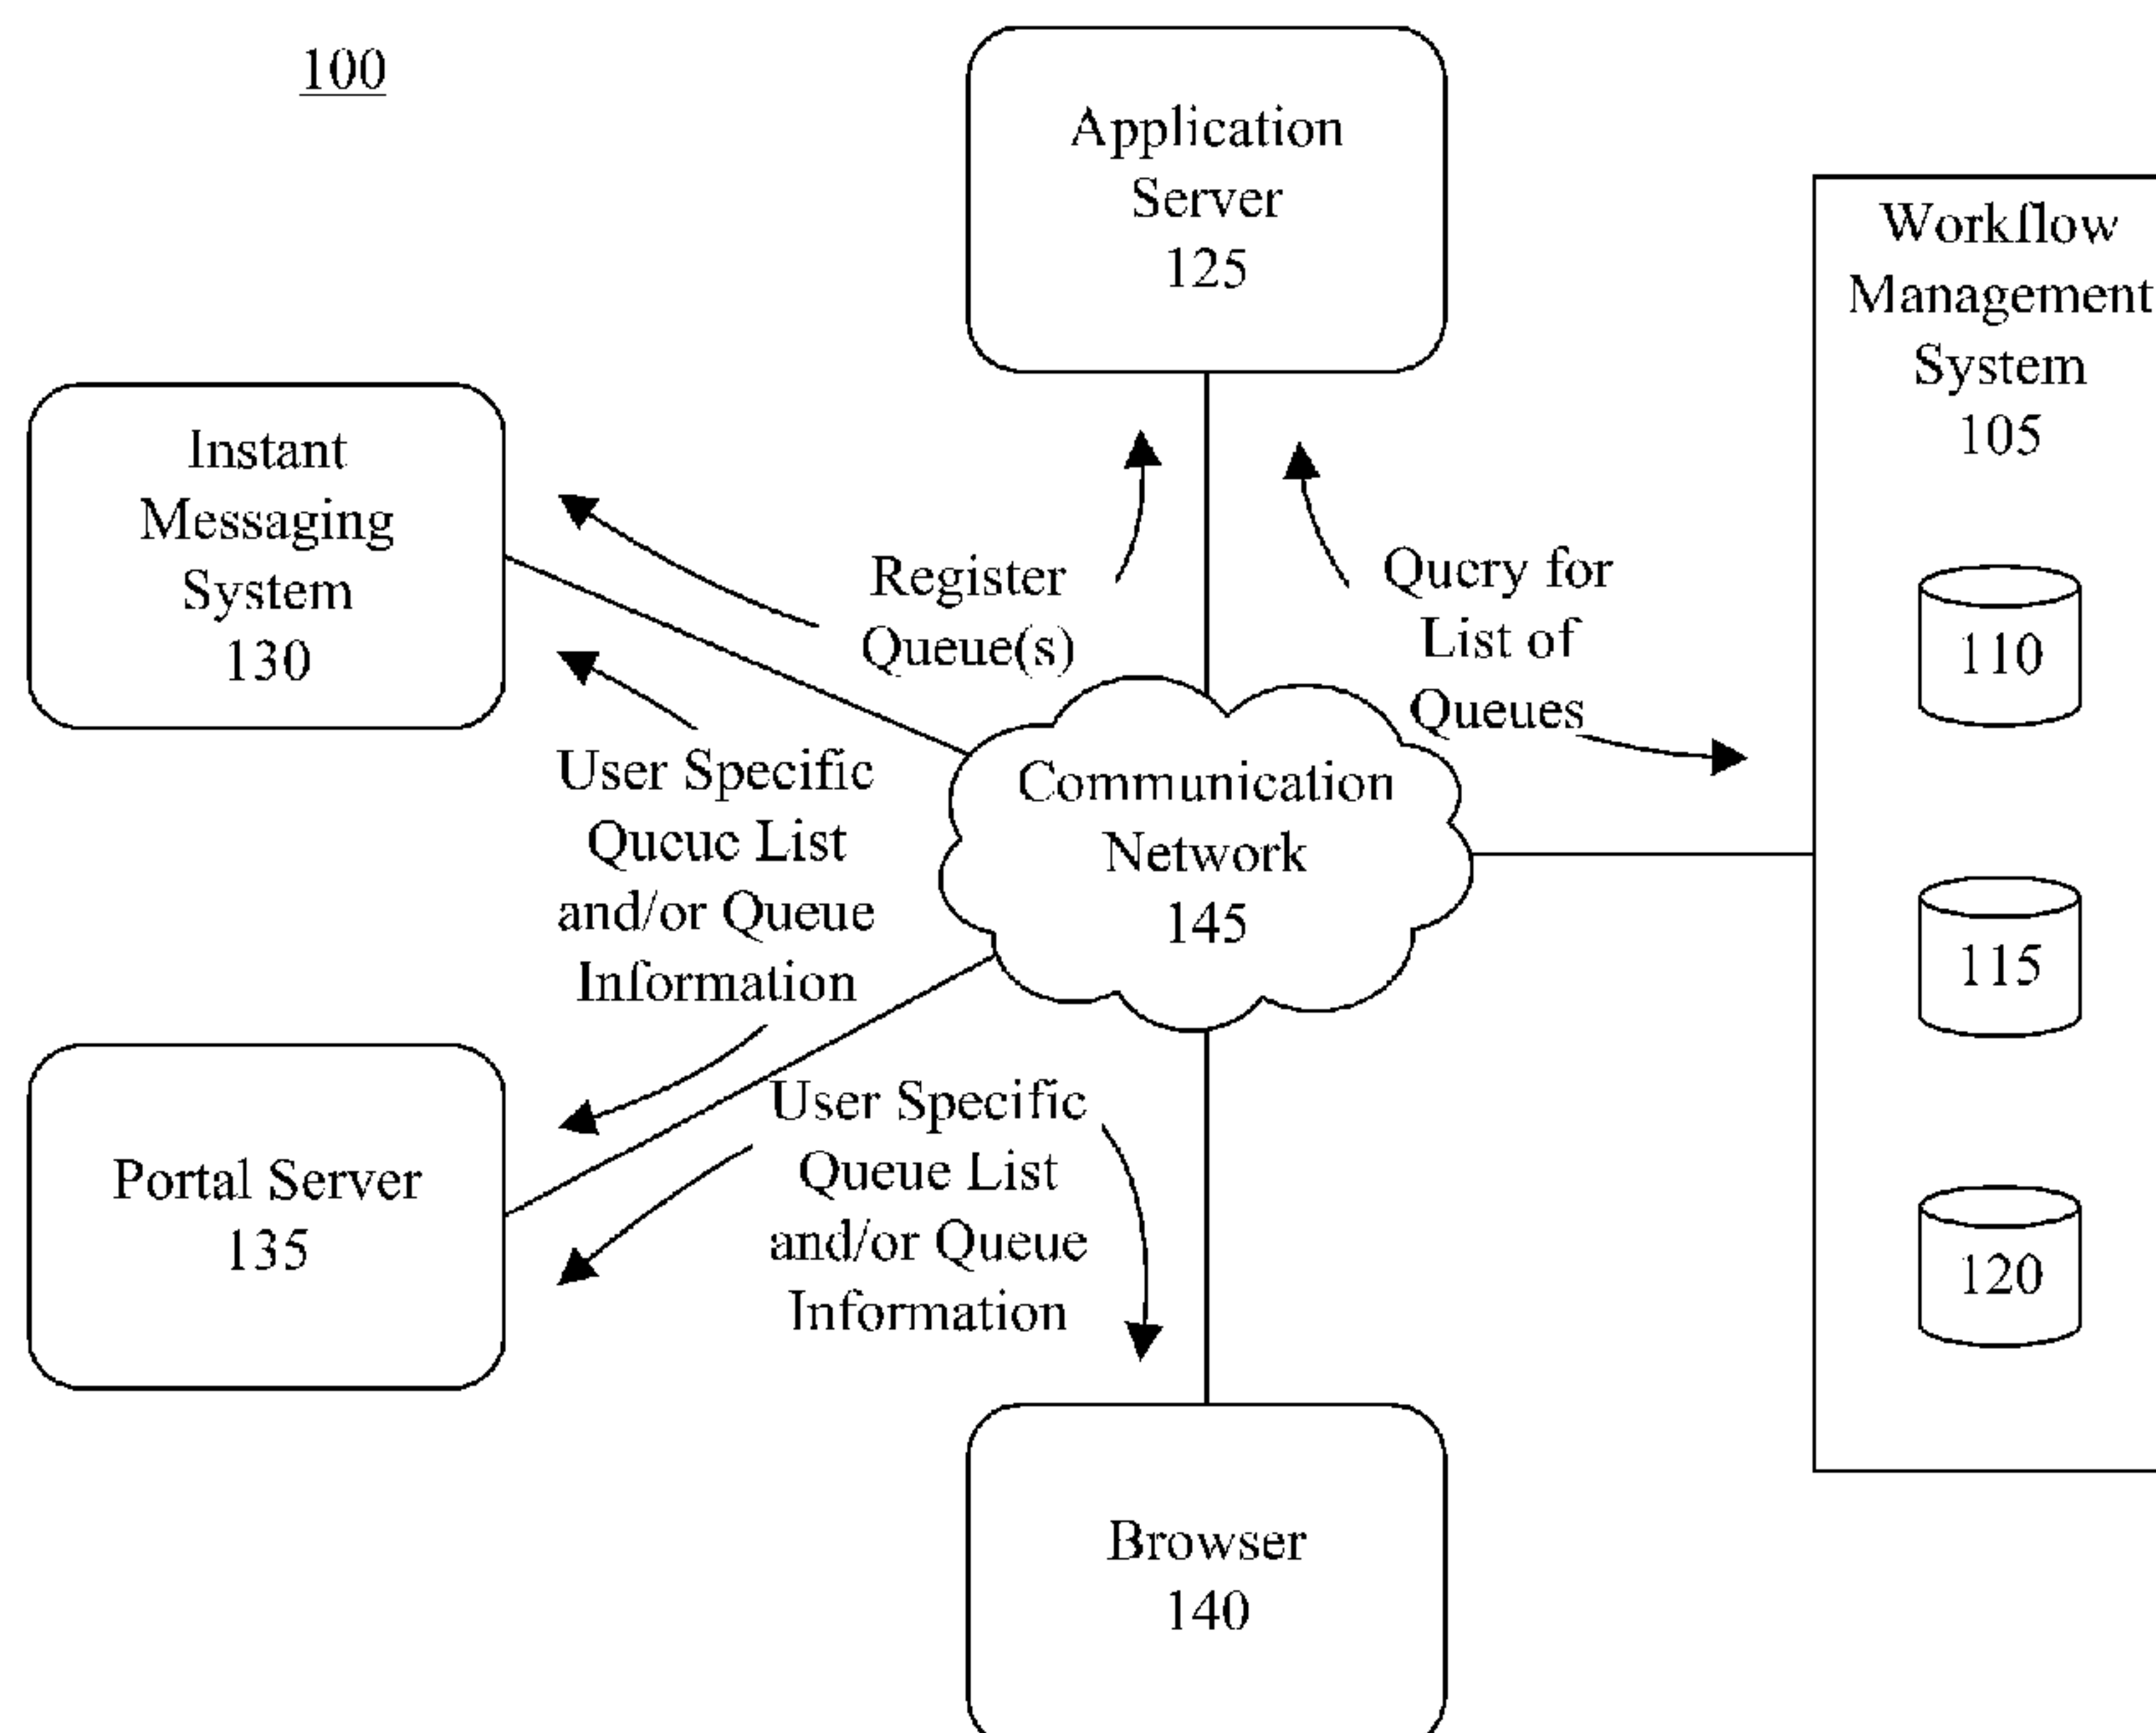 100
Application
Server
125
Workflow
Management
System
105
110
115
120
Instant
Messaging
System
130
Register
Queue(s)
Query for
List of
Queues
User Specific
Queue List
and/or Queue
Information
Communication
Network
145
Portal Server
135
User Specific
Queue List
and/or Queue
Information
Browser
140